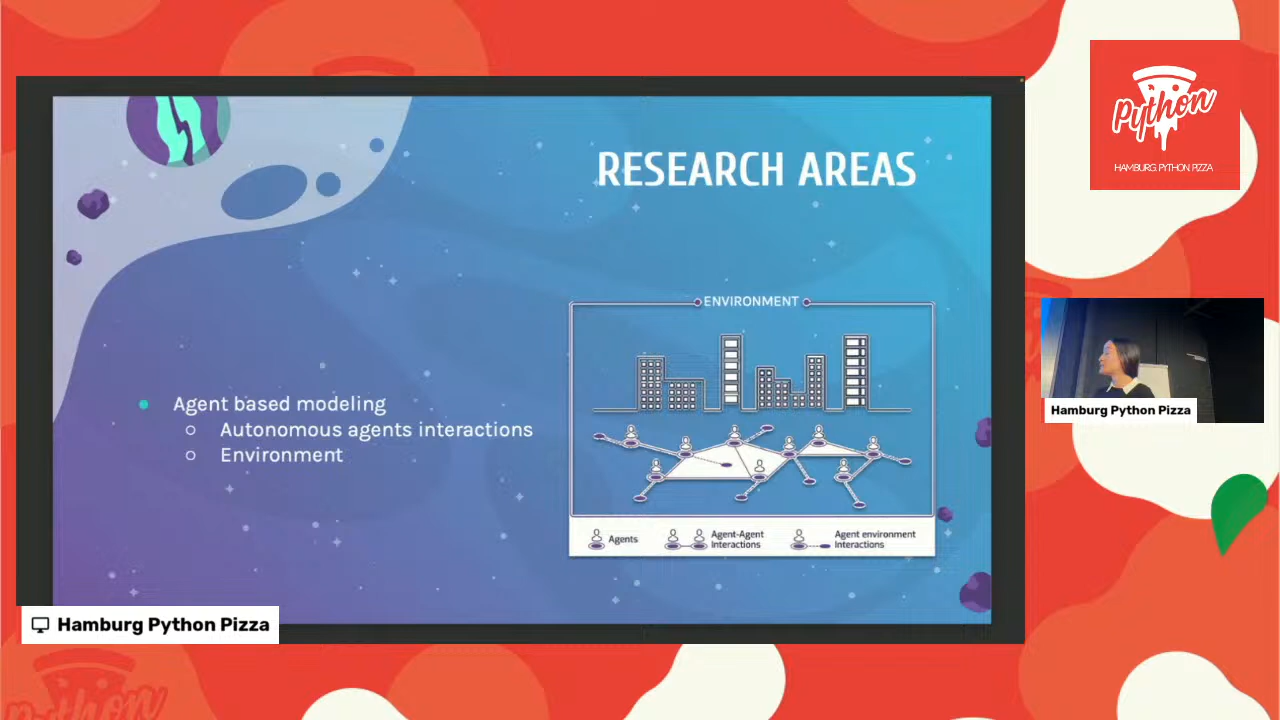 RESEARCH AREAS
Agent based modeling
Autonomous agents interactions
Environment
ENVIRONMENT
Agents
Agent-Agent
Interactions
Agent environment
Interactions
Python
HAMBURG PYTHON PIZZA
Hamburg Python Pizza
Hamburg Python Pizza
Python